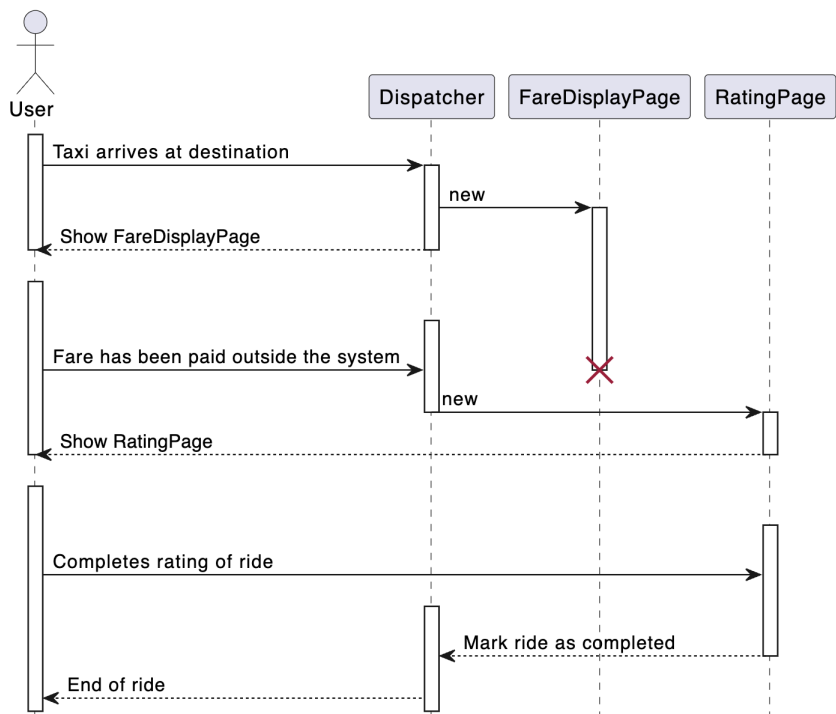 User
Dispatcher
FareDisplayPage
RatingPage
Taxi arrives at destination
new
Show FareDisplayPage
Fare has been paid outside the system
new
Show RatingPage
Completes rating of ride
Mark ride as completed
End of ride